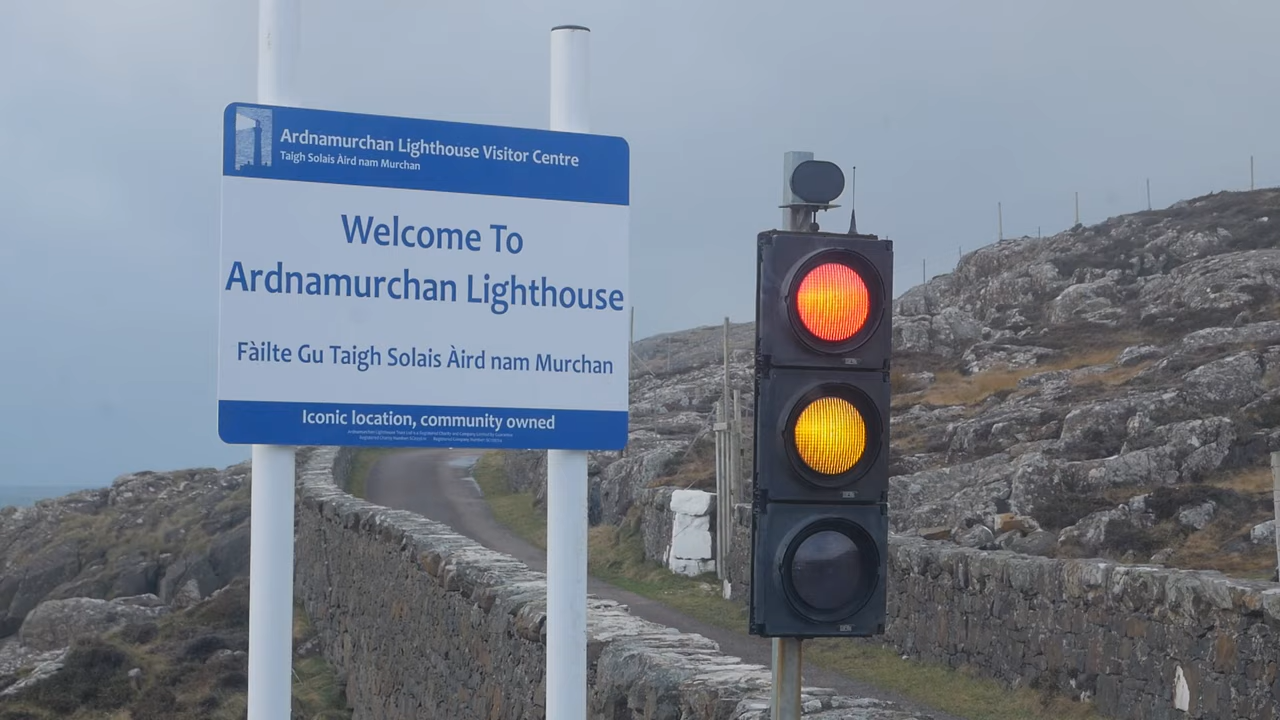 Ardnamurchan Lighthouse Visitor Centre
Taigh Solais Àird nam Murchan
Welcome To
Ardnamurchan Lighthouse
Fàilte Gu Taigh Solais Àird nam Murchan
Iconic location, community owned